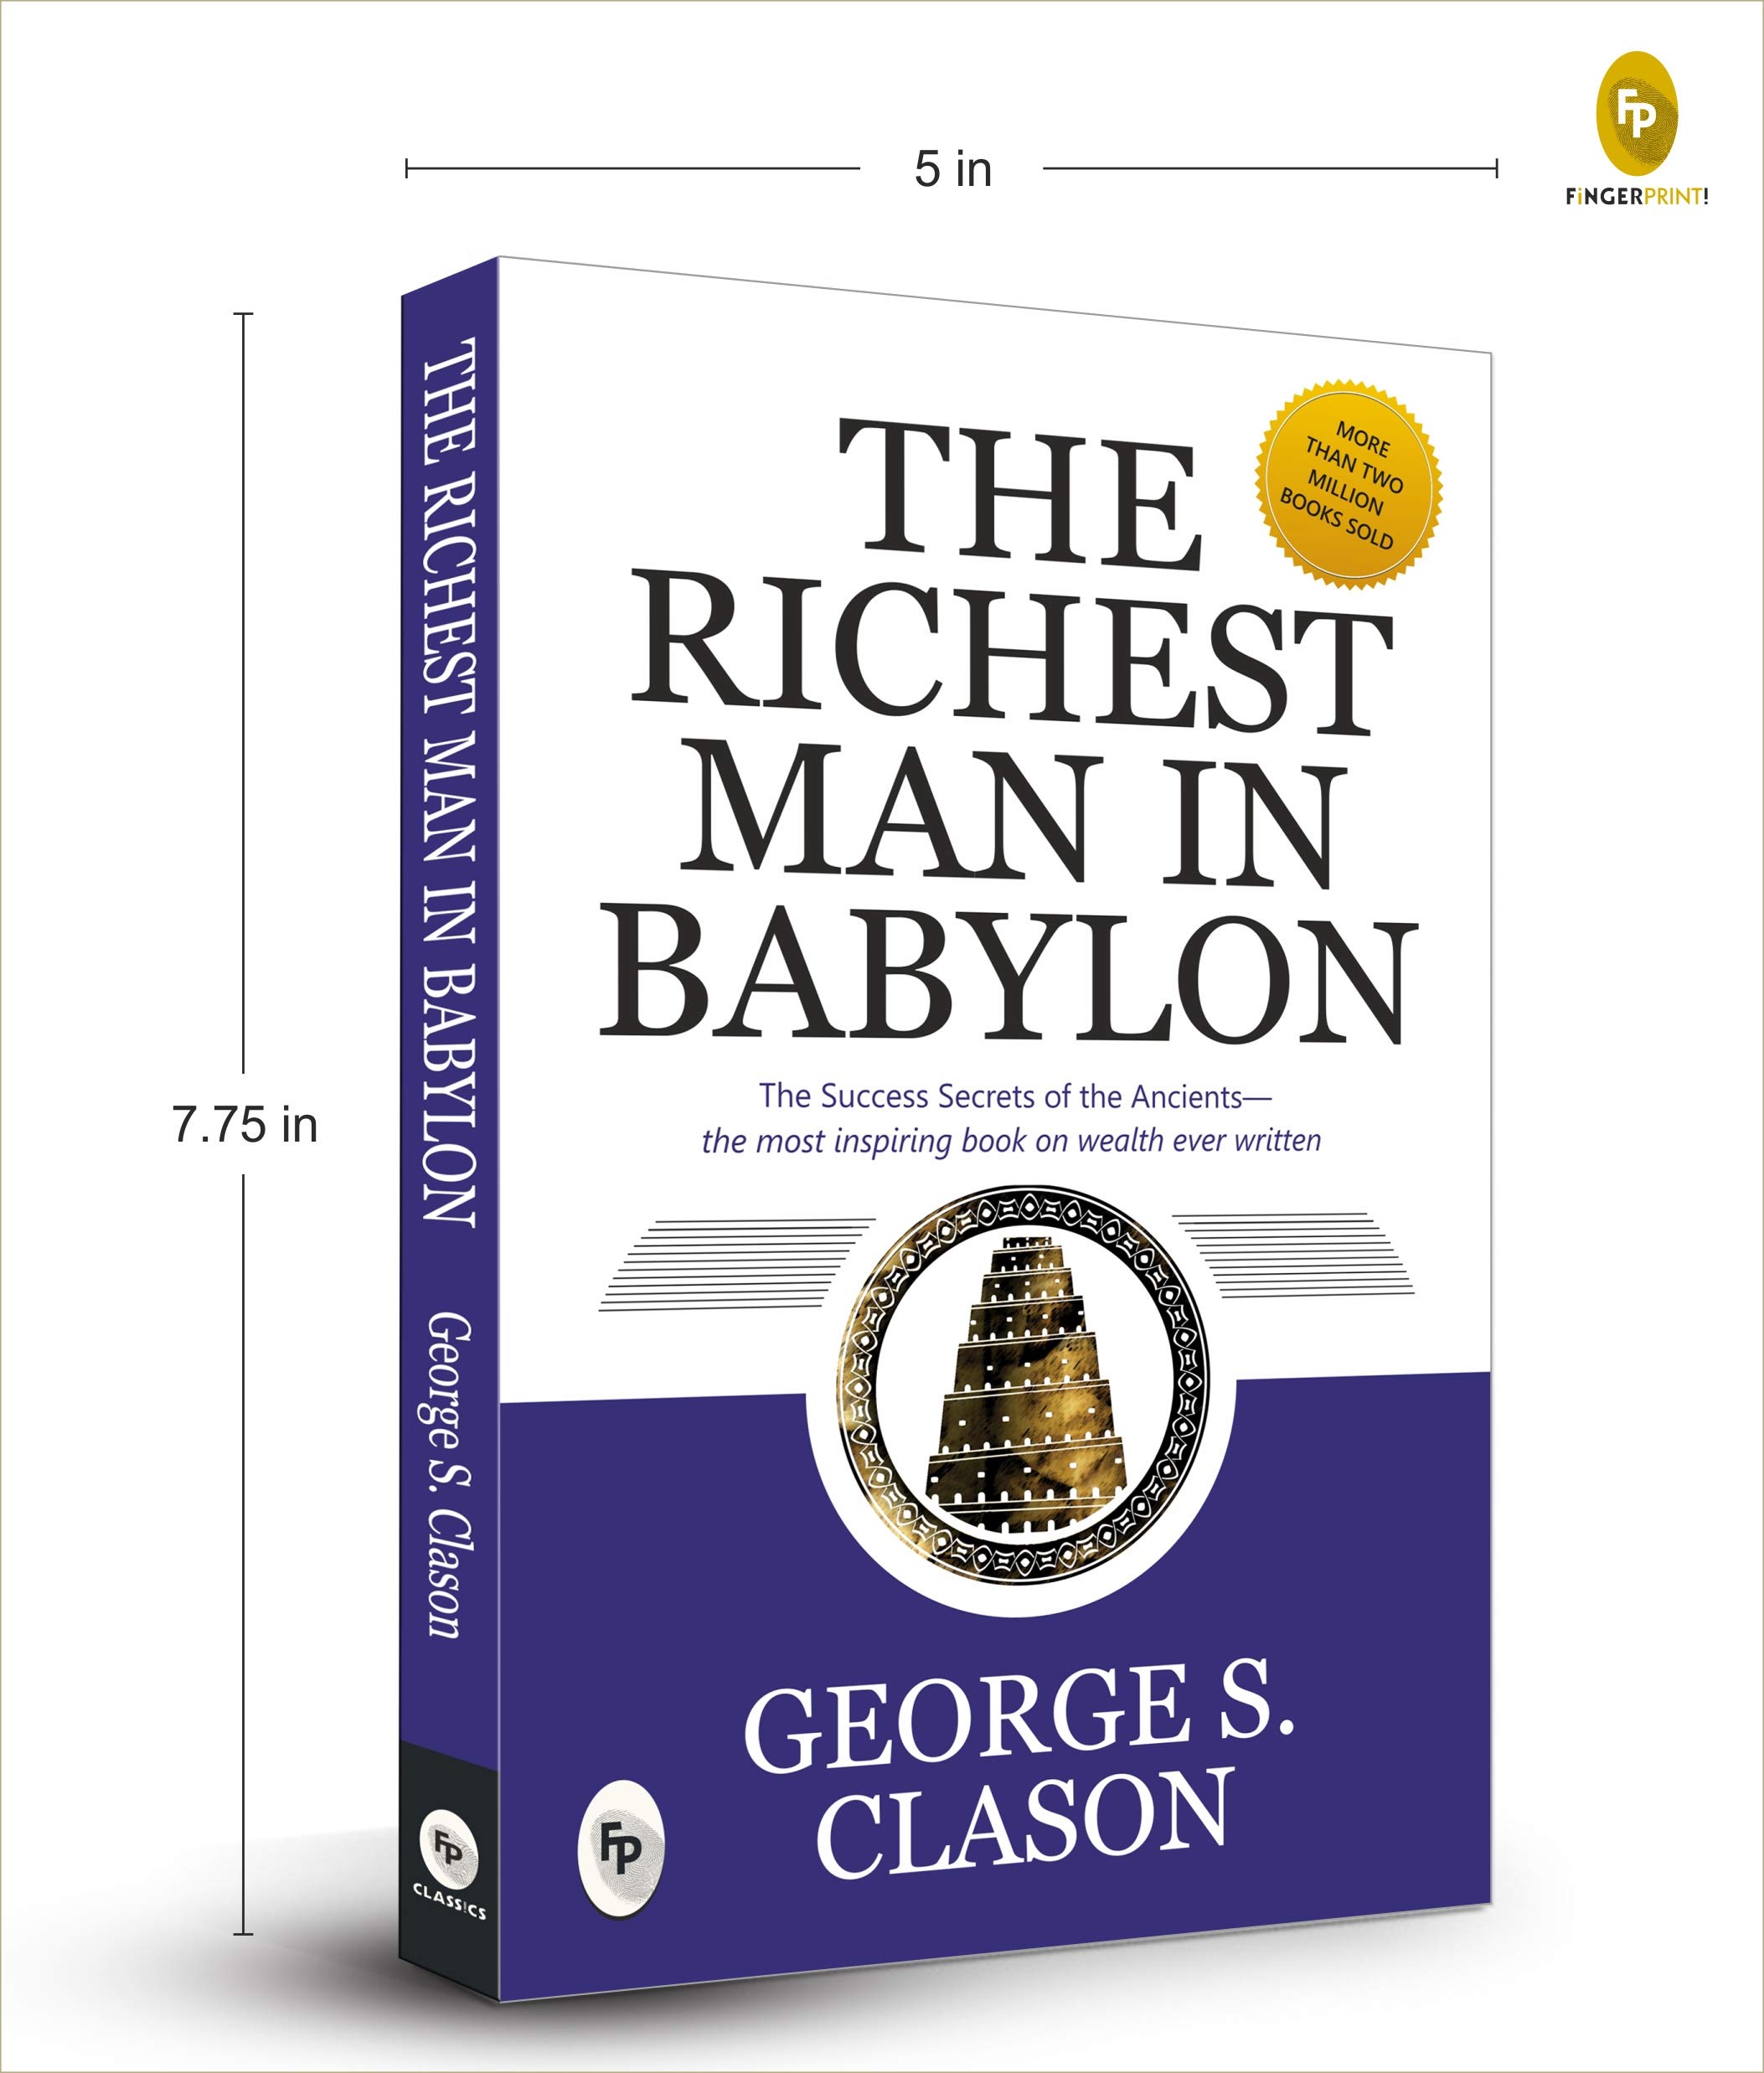 5 in
FP
FiNGERPRINT!
7.75 in
THE RICHEST MAN IN BABYLON George S. Clason
FP
CLASS!CS
MORE
THAN TWO
MILLION
BOOKS SOLD
THE
RICHEST
MAN IN
BABYLON
The Success Secrets of the Ancients—
the most inspiring book on wealth ever written
GEORGE S.
CLASON
FP